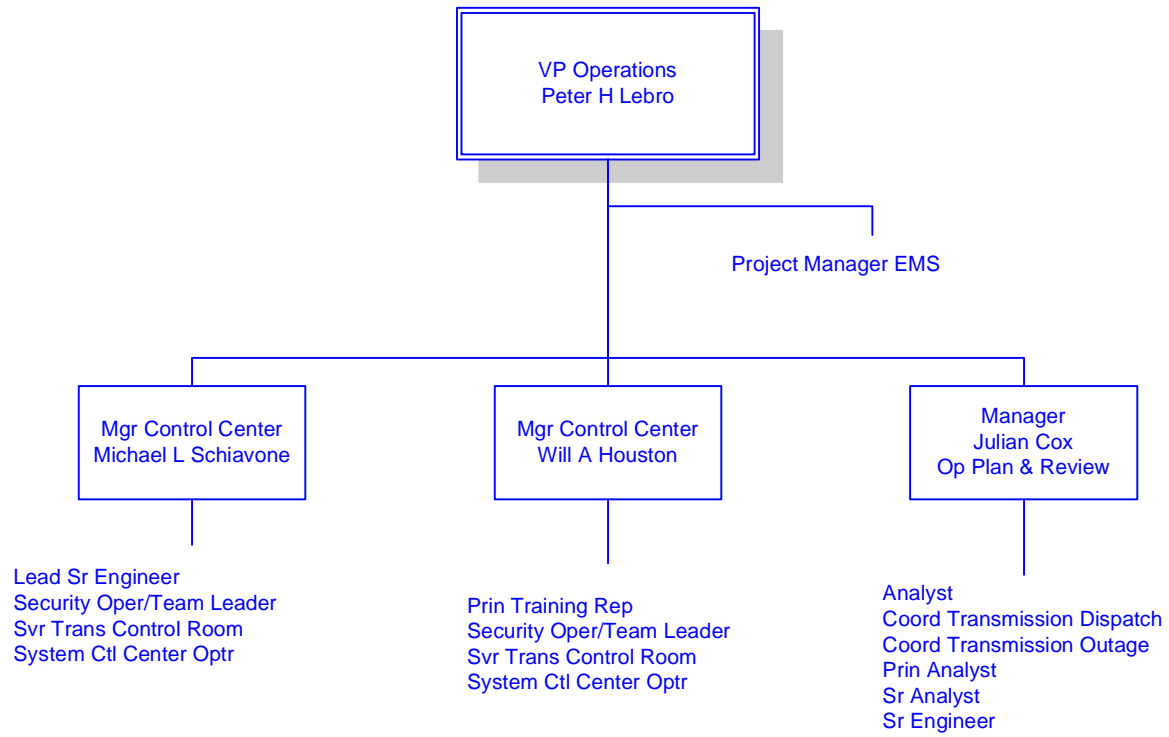 VP Operations
Peter H Lebro
Project Manager EMS
Mgr Control Center
Michael L Schiavone
Mgr Control Center
Will A Houston
Manager
Julian Cox
Op Plan & Review
Lead Sr Engineer
Security Oper/Team Leader
Svr Trans Control Room
System Ctl Center Optr
Prin Training Rep
Security Oper/Team Leader
Svr Trans Control Room
System Ctl Center Optr
Analyst
Coord Transmission Dispatch
Coord Transmission Outage
Prin Analyst
Sr Analyst
Sr Engineer